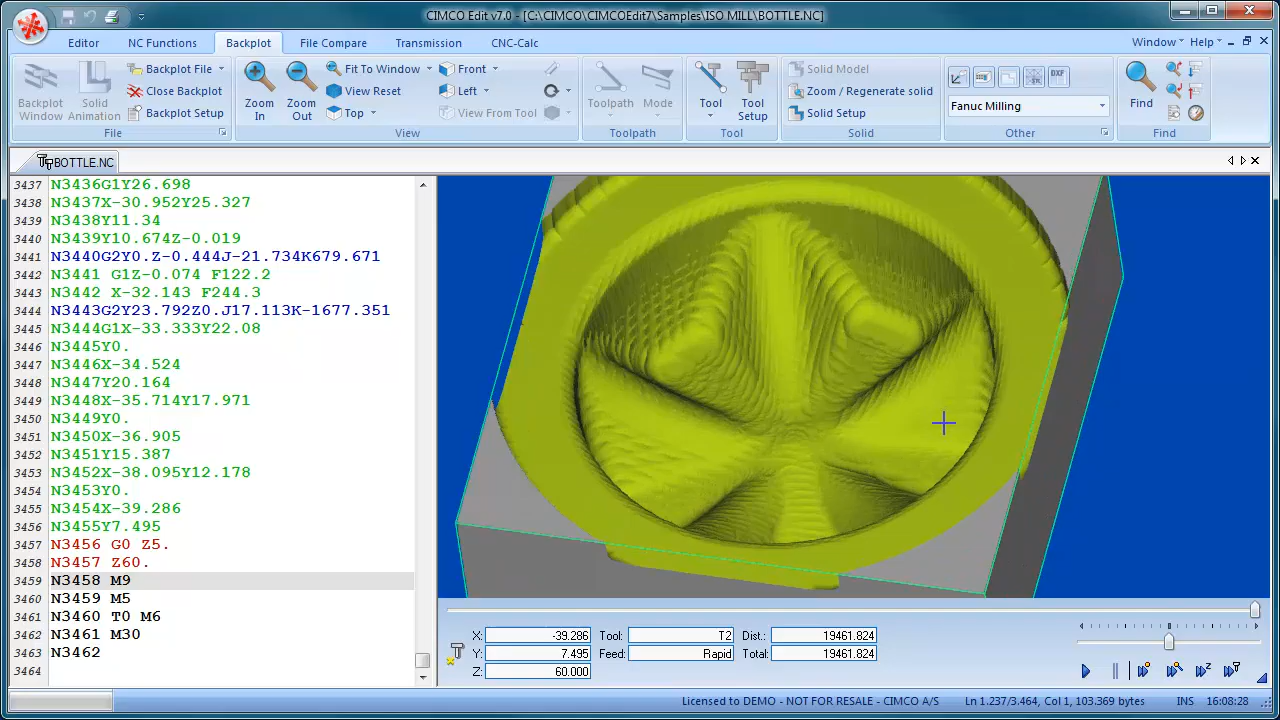 CIMCO Edit v7.0 - [C:\CIMCO\CIMCOEdit7\Samples\ISO MILL\BOTTLE.NC]
Editor NC Functions Backplot File Compare Transmission CNC-Calc Window Help
Backplot Window
Solid Animation
Backplot File
Close Backplot
Backplot Setup
File
Zoom In
Zoom Out
Fit To Window
View Reset
Top
Front
Left
View From Tool
View
Toolpath
Mode
Toolpath
Tool
Tool Setup
Tool
Solid Model
Zoom / Regenerate solid
Solid Setup
Solid
DXF
Fanuc Milling
Other
Find
Find
BOTTLE.NC
3437 N3436G1Y26.698
3438 N3437X-30.952Y25.327
3439 N3438Y11.34
3440 N3439Y10.674Z-0.019
3441 N3440G2Y0.Z-0.444J-21.734K679.671
3442 N3441 G1Z-0.074 F122.2
3443 N3442 X-32.143 F244.3
3444 N3443G2Y23.792Z0.J17.113K-1677.351
3445 N3444G1X-33.333Y22.08
3446 N3445Y0.
3447 N3446X-34.524
3448 N3447Y20.164
3449 N3448X-35.714Y17.971
3450 N3449Y0.
3451 N3450X-36.905
3452 N3451Y15.387
3453 N3452X-38.095Y12.178
3454 N3453Y0.
3455 N3454X-39.286
3456 N3455Y7.495
3457 N3456 G0 Z5.
3458 N3457 Z60.
3459 N3458 M9
3460 N3459 M5
3461 N3460 T0 M6
3462 N3461 M30
3463 N3462
3464
X: -39.286 Tool: T2 Dist.: 19461.824
Y: 7.495 Feed: Rapid Total: 19461.824
Z: 60.000
Licensed to DEMO - NOT FOR RESALE - CIMCO A/S Ln 1.237/3.464, Col 1, 103.369 bytes INS 16:08:28